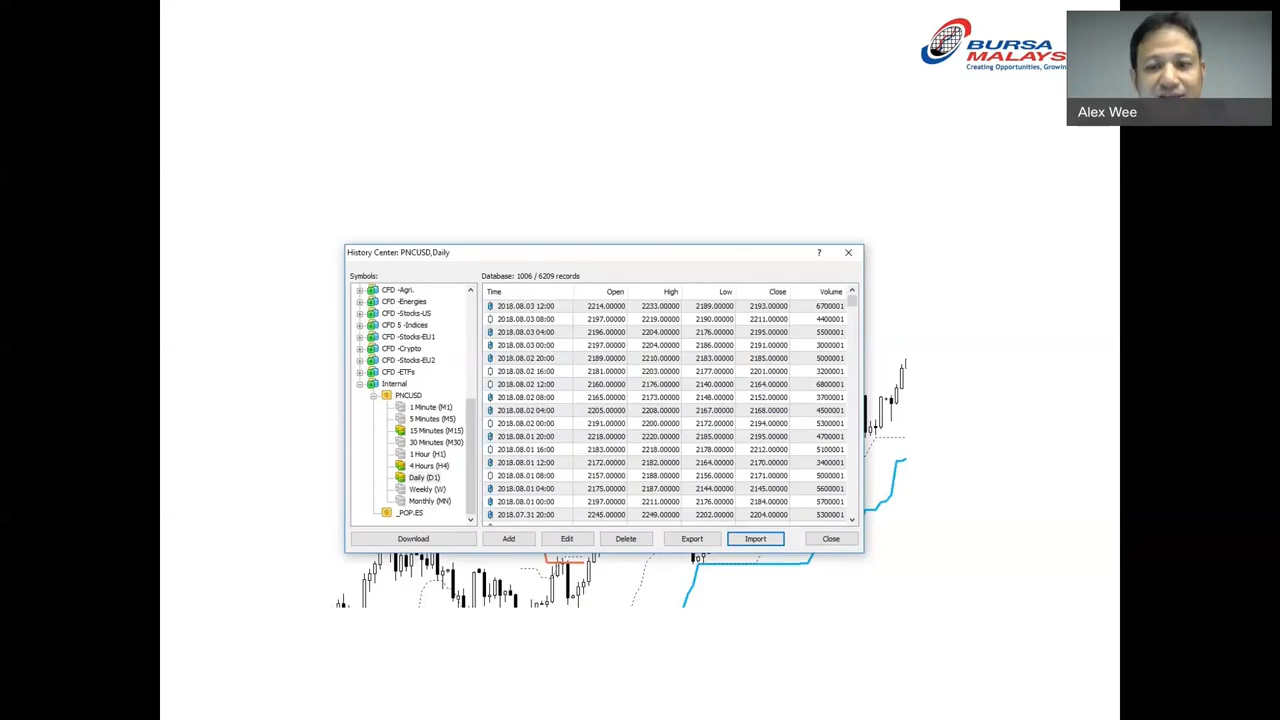 BURSA
MALAYS
Creating Opportunities, Growin
Alex Wee
History Center: PNCUSD,Daily
? ×
Symbols:
Database: 1006 / 6209 records
CFD -Agri.
CFD -Energies
CFD -Stocks-US
CFD 5 -Indices
CFD -Stocks-EU1
CFD -Crypto
CFD -Stocks-EU2
CFD -ETFs
Internal
PNCUSD
1 Minute (M1)
5 Minutes (M5)
15 Minutes (M15)
30 Minutes (M30)
1 Hour (H1)
4 Hours (H4)
Daily (D1)
Weekly (W)
Monthly (MN)
_POP.ES
Time Open High Low Close Volume
2018.08.03 12:00 2214.00000 2233.00000 2189.00000 2193.00000 6700001
2018.08.03 08:00 2197.00000 2219.00000 2190.00000 2211.00000 4400001
2018.08.03 04:00 2196.00000 2204.00000 2176.00000 2195.00000 5500001
2018.08.03 00:00 2197.00000 2204.00000 2186.00000 2191.00000 3000001
2018.08.02 20:00 2189.00000 2210.00000 2183.00000 2185.00000 5000001
2018.08.02 16:00 2181.00000 2203.00000 2177.00000 2201.00000 3200001
2018.08.02 12:00 2160.00000 2176.00000 2140.00000 2164.00000 6800001
2018.08.02 08:00 2165.00000 2173.00000 2148.00000 2152.00000 3700001
2018.08.02 04:00 2205.00000 2208.00000 2167.00000 2168.00000 4500001
2018.08.02 00:00 2191.00000 2200.00000 2172.00000 2194.00000 5300001
2018.08.01 20:00 2218.00000 2220.00000 2185.00000 2195.00000 4700001
2018.08.01 16:00 2183.00000 2218.00000 2178.00000 2212.00000 5100001
2018.08.01 12:00 2172.00000 2182.00000 2164.00000 2170.00000 3400001
2018.08.01 08:00 2157.00000 2188.00000 2156.00000 2171.00000 5000001
2018.08.01 04:00 2175.00000 2187.00000 2144.00000 2145.00000 5600001
2018.08.01 00:00 2197.00000 2211.00000 2176.00000 2184.00000 5700001
2018.07.31 20:00 2245.00000 2249.00000 2202.00000 2204.00000 5300001
Download Add Edit Delete Export Import Close